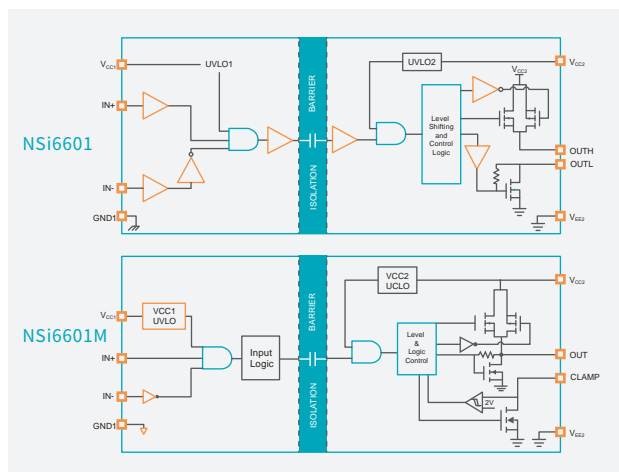 NSi6601
VCC1
UVLO1
IN+
IN-
GND1
ISOLATION BARRIER
UVLO2
Level
Shifting
and
Control
Logic
VCC2
VCC2
OUTH
OUTL
VEE2
NSi6601M
VCC1
VCC1
UVLO
IN+
IN-
GND1
Input
Logic
ISOLATION BARRIER
VCC2
UCLO
Level
&
Logic
Control
2V
VCC2
OUT
CLAMP
VEE2